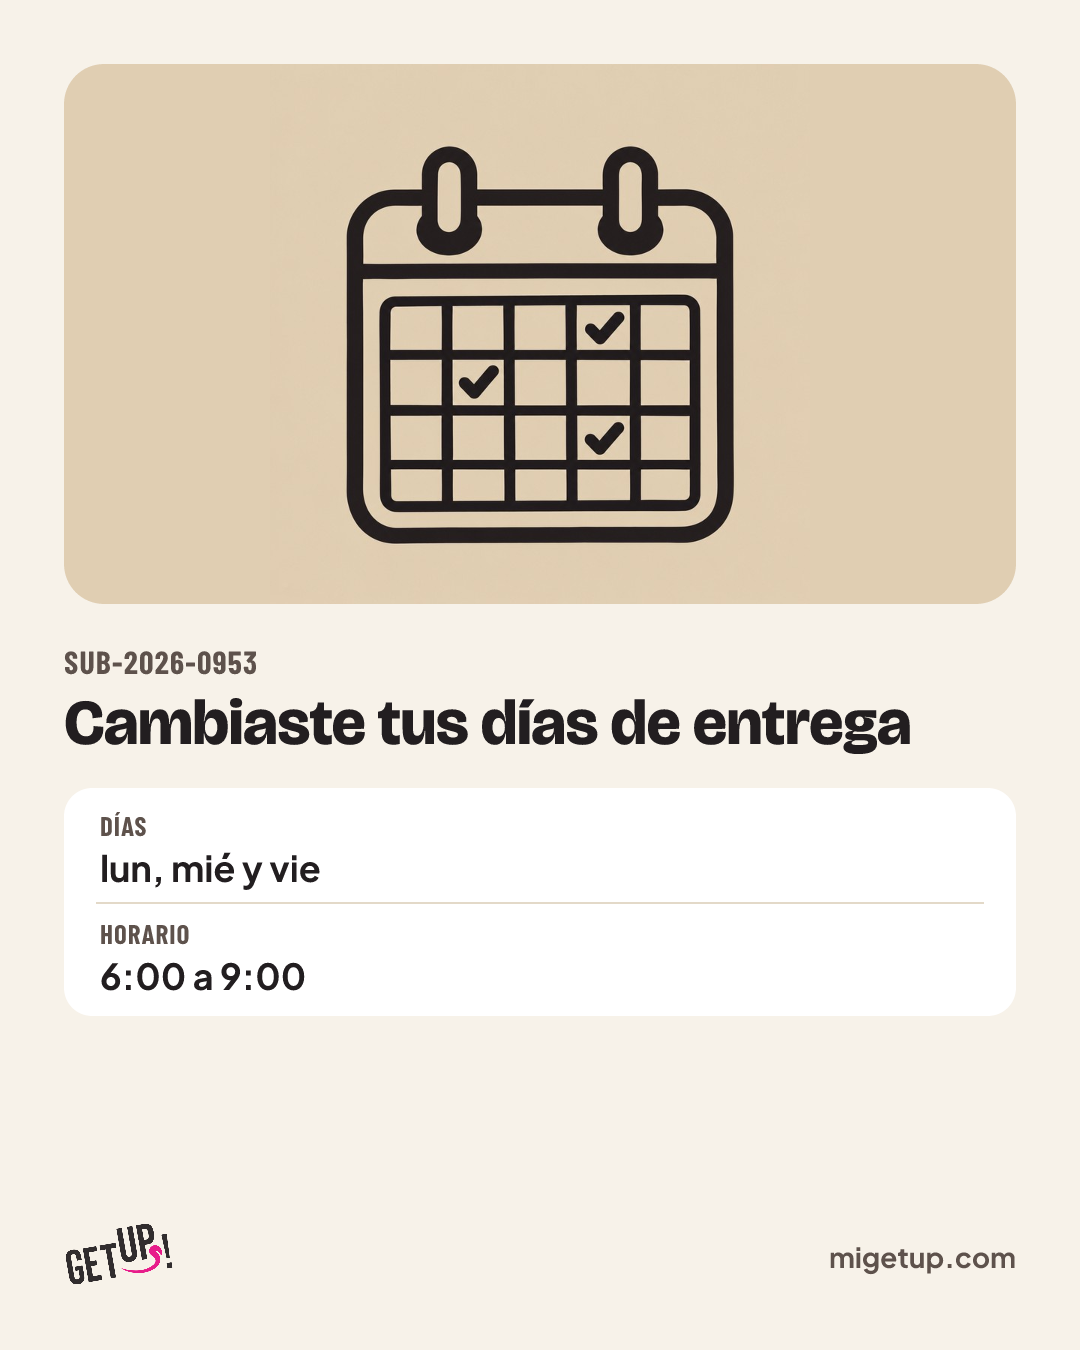 SUB-2026-0953
Cambiaste tus días de entrega
DÍAS
lun, mié y vie
HORARIO
6:00 a 9:00
GETUP!
migetup.com